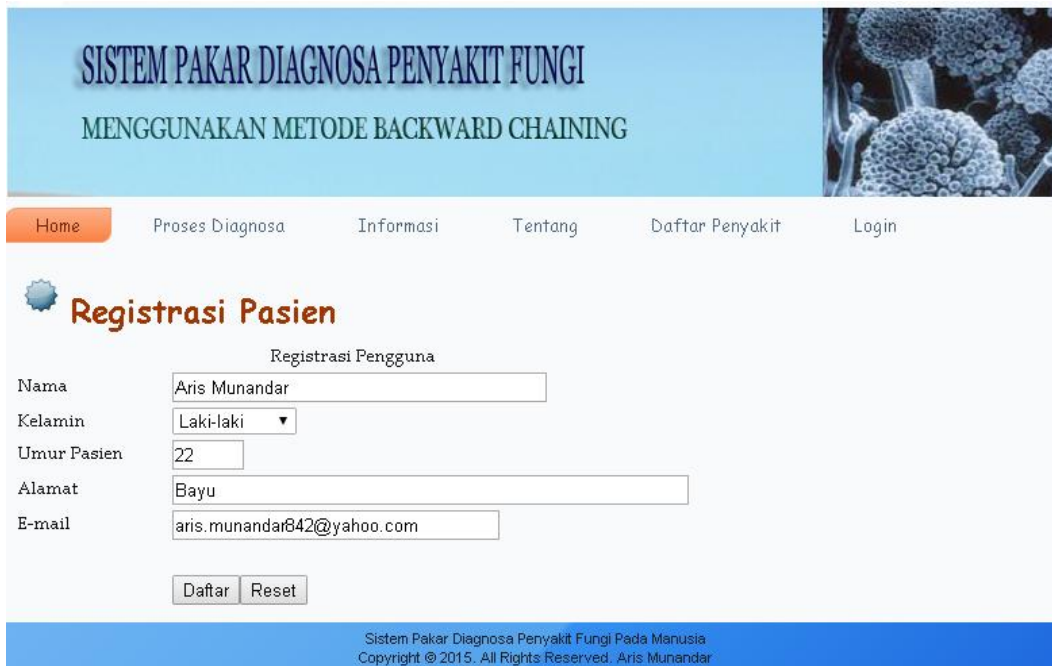 SISTEM PAKAR DIAGNOSA PENYAKIT FUNGI
MENGGUNAKAN METODE BACKWARD CHAINING
Home Proses Diagnosa Informasi Tentang Daftar Penyakit Login
Registrasi Pasien
Registrasi Pengguna
Nama Aris Munandar
Kelamin Laki-laki
Umur Pasien 22
Alamat Bayu
E-mail aris.munandar842@yahoo.com
Daftar Reset
Sistem Pakar Diagnosa Penyakit Fungi Pada Manusia
Copyright © 2015. All Rights Reserved. Aris Munandar